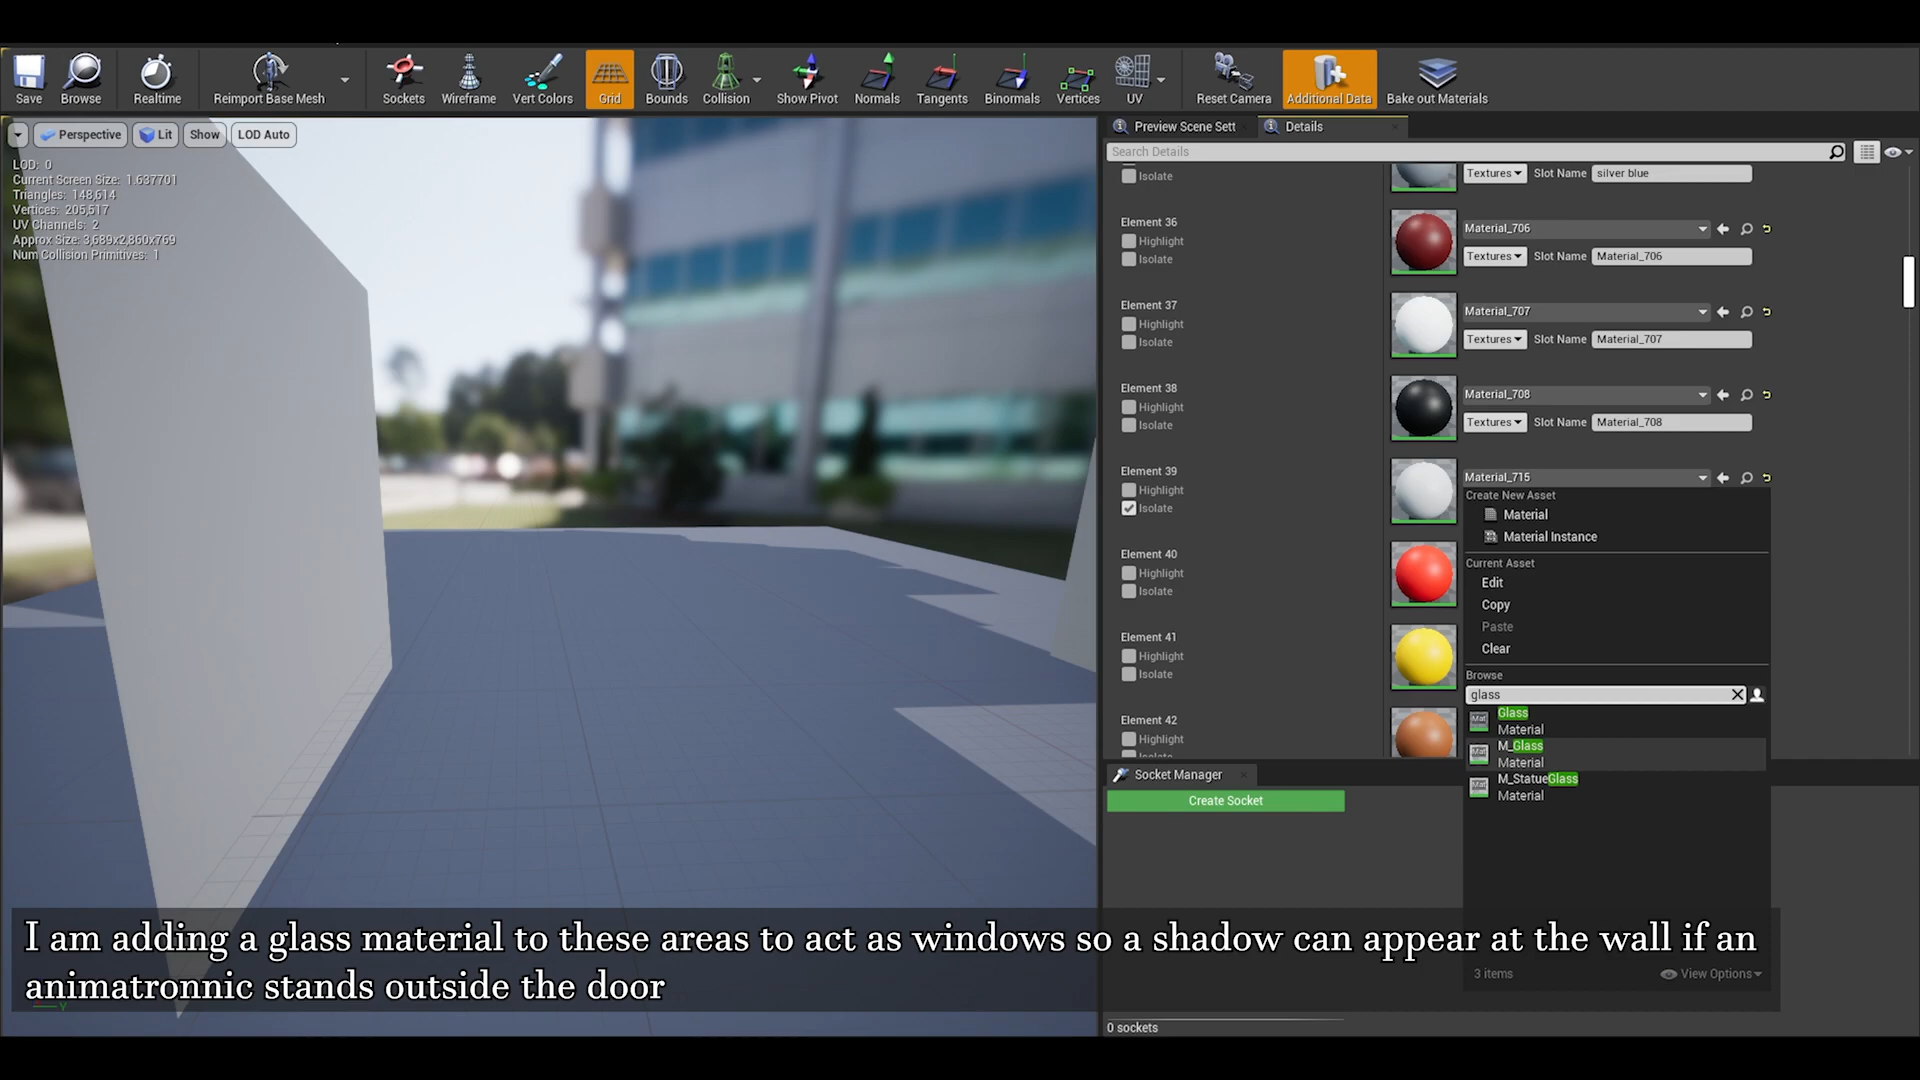 Save
Browse
Realtime
Reimport Base Mesh
Sockets
Wireframe
Vert Colors
Grid
Bounds
Collision
Show Pivot
Normals
Tangents
Binormals
Vertices
UV
Reset Camera
Additional Data
Bake out Materials
Perspective
Lit
Show
LOD Auto
LOD: 0
Current Screen Size: 1.637701
Triangles: 148,614
Vertices: 205,517
UV Channels: 2
Approx Size: 3,689x2,860x769
Num Collision Primitives: 1
Preview Scene Sett
Details
Search Details
Isolate
Textures
Slot Name
silver blue
Element 36
Highlight
Isolate
Material_706
Textures
Slot Name
Material_706
Element 37
Highlight
Isolate
Material_707
Textures
Slot Name
Material_707
Element 38
Highlight
Isolate
Material_708
Textures
Slot Name
Material_708
Element 39
Highlight
Isolate
Material_715
Create New Asset
Material
Material Instance
Current Asset
Edit
Copy
Paste
Clear
Browse
glass
Glass
Material
M_Glass
Material
M_StatueGlass
Material
3 items
View Options
Element 40
Highlight
Isolate
Element 41
Highlight
Isolate
Element 42
Highlight
Socket Manager
Create Socket
0 sockets
I am adding a glass material to these areas to act as windows so a shadow can appear at the wall if an
animatronnic stands outside the door